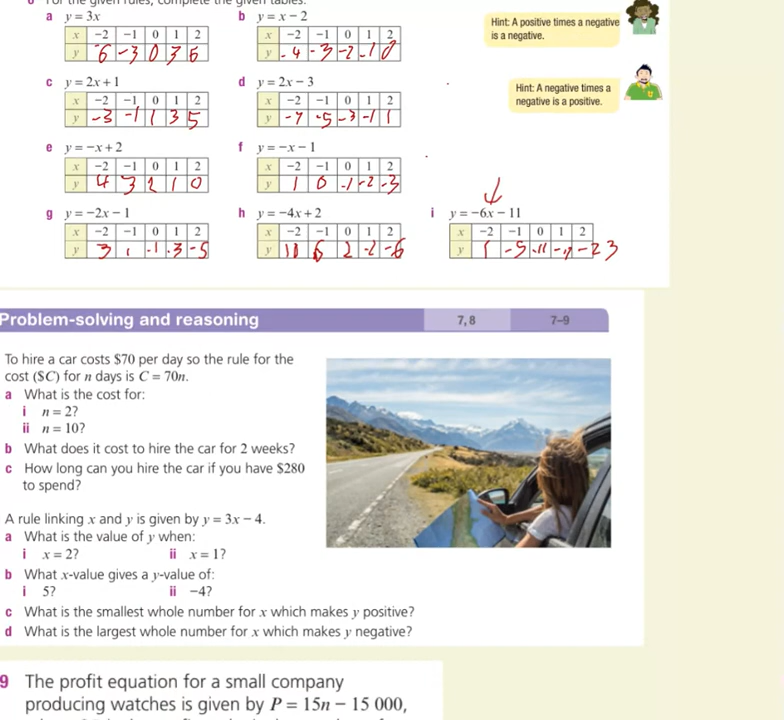 For the given rules, complete the given tables.
a y = 3x
b y = x − 2
Hint: A positive times a negative is a negative.
x −2 −1 0 1 2
y -6 -3 0 3 6
x −2 −1 0 1 2
y -4 -3 -2 -1 0
c y = 2x + 1
d y = 2x − 3
Hint: A negative times a negative is a positive.
x −2 −1 0 1 2
y -3 -1 1 3 5
x −2 −1 0 1 2
y -7 -5 -3 -1 1
e y = −x + 2
f y = −x − 1
x −2 −1 0 1 2
y 4 3 2 1 0
x −2 −1 0 1 2
y 1 0 -1 -2 -3
g y = −2x − 1
h y = −4x + 2
i y = −6x − 11
x −2 −1 0 1 2
y 3 1 -1 -3 -5
x −2 −1 0 1 2
y 10 6 2 -2 -6
x −2 −1 0 1 2
y 1 -5 -11 -17 -23
Problem-solving and reasoning
7, 8
7–9
To hire a car costs $70 per day so the rule for the
cost ($C) for n days is C = 70n.
a What is the cost for:
i n = 2?
ii n = 10?
b What does it cost to hire the car for 2 weeks?
c How long can you hire the car if you have $280
to spend?
A rule linking x and y is given by y = 3x − 4.
a What is the value of y when:
i x = 2? ii x = 1?
b What x-value gives a y-value of:
i 5? ii −4?
c What is the smallest whole number for x which makes y positive?
d What is the largest whole number for x which makes y negative?
9 The profit equation for a small company
producing watches is given by P = 15n − 15 000,